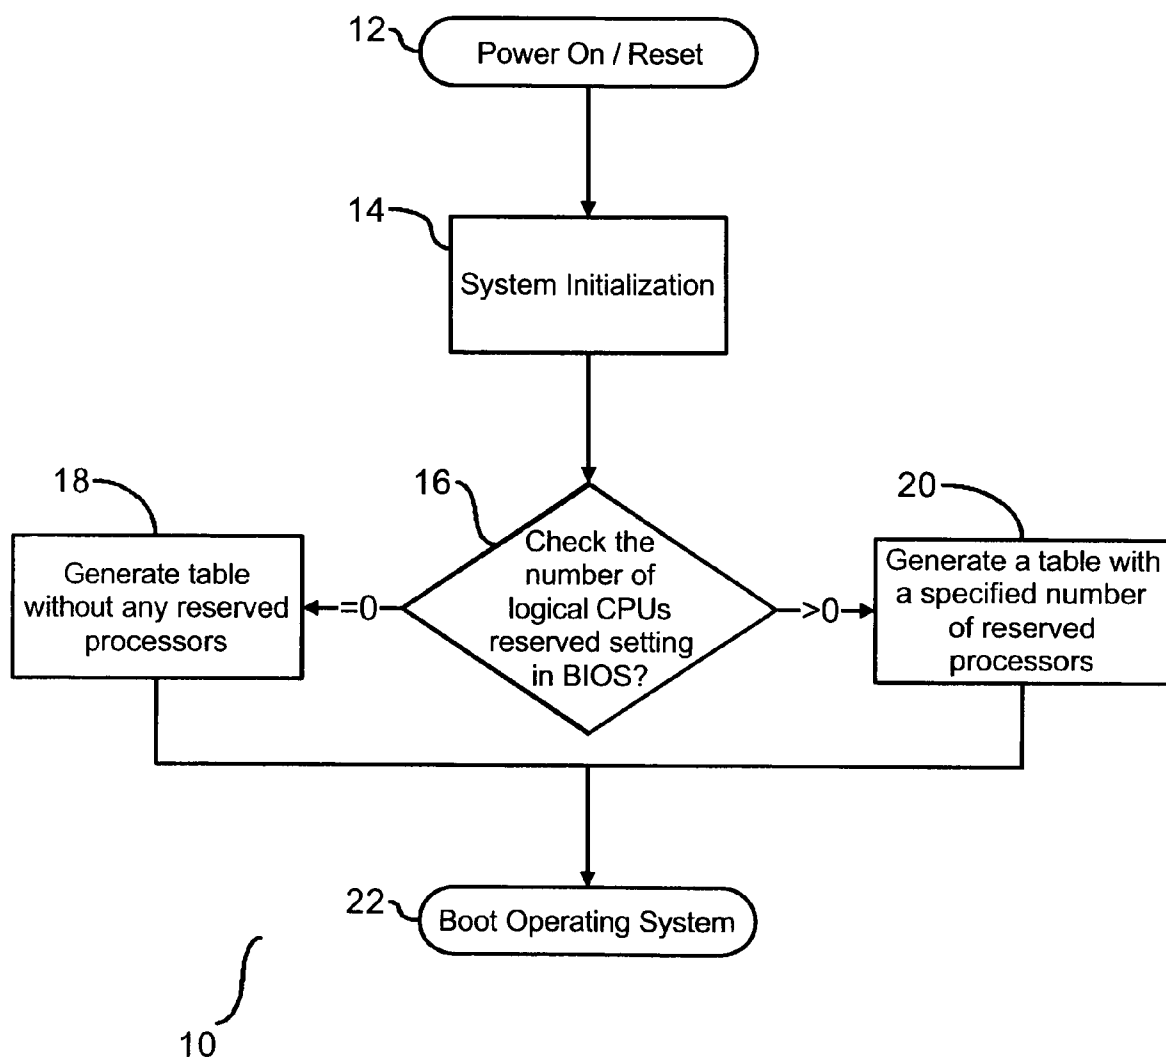 12
Power On / Reset
14
System Initialization
18
16
20
Generate table
without any reserved
processors
=0
Check the
number of
logical CPUs
reserved setting
in BIOS?
>0
Generate a table with
a specified number
of reserved
processors
22
Boot Operating System
10